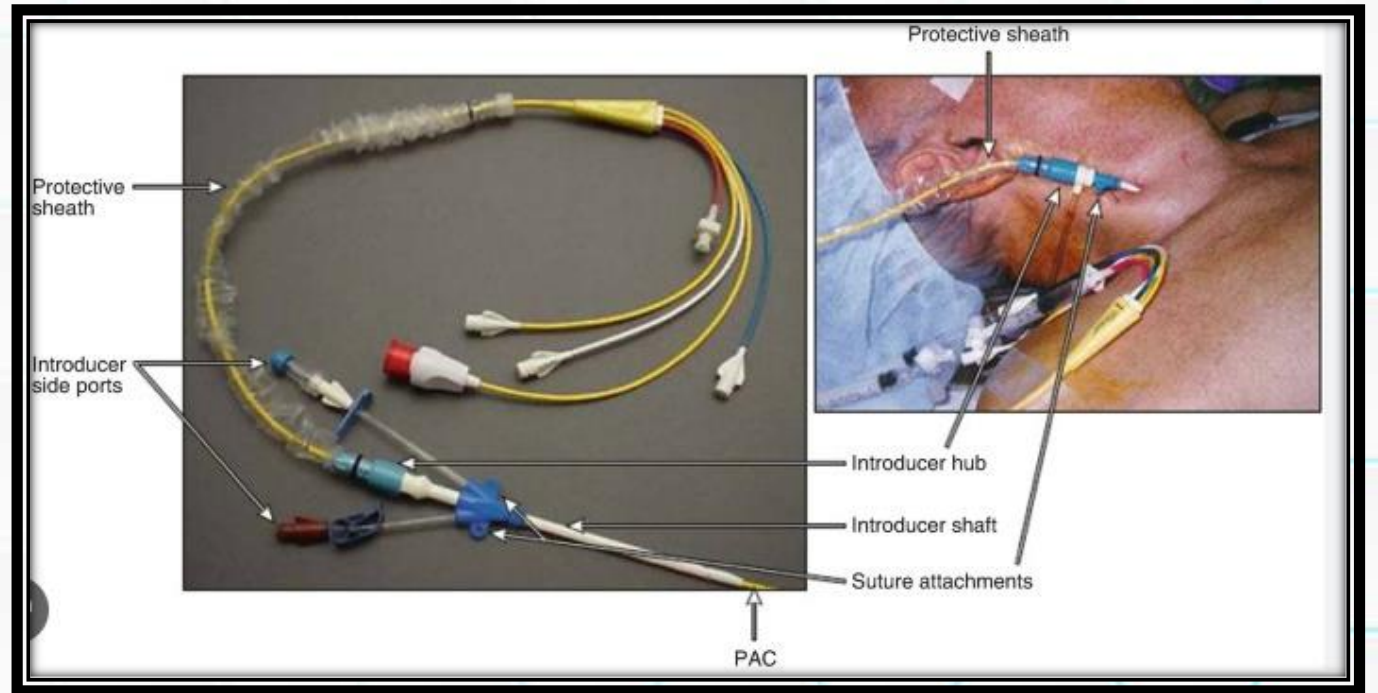 Protective sheath
Protective
sheath
Introducer
side ports
Introducer hub
Introducer shaft
Suture attachments
PAC